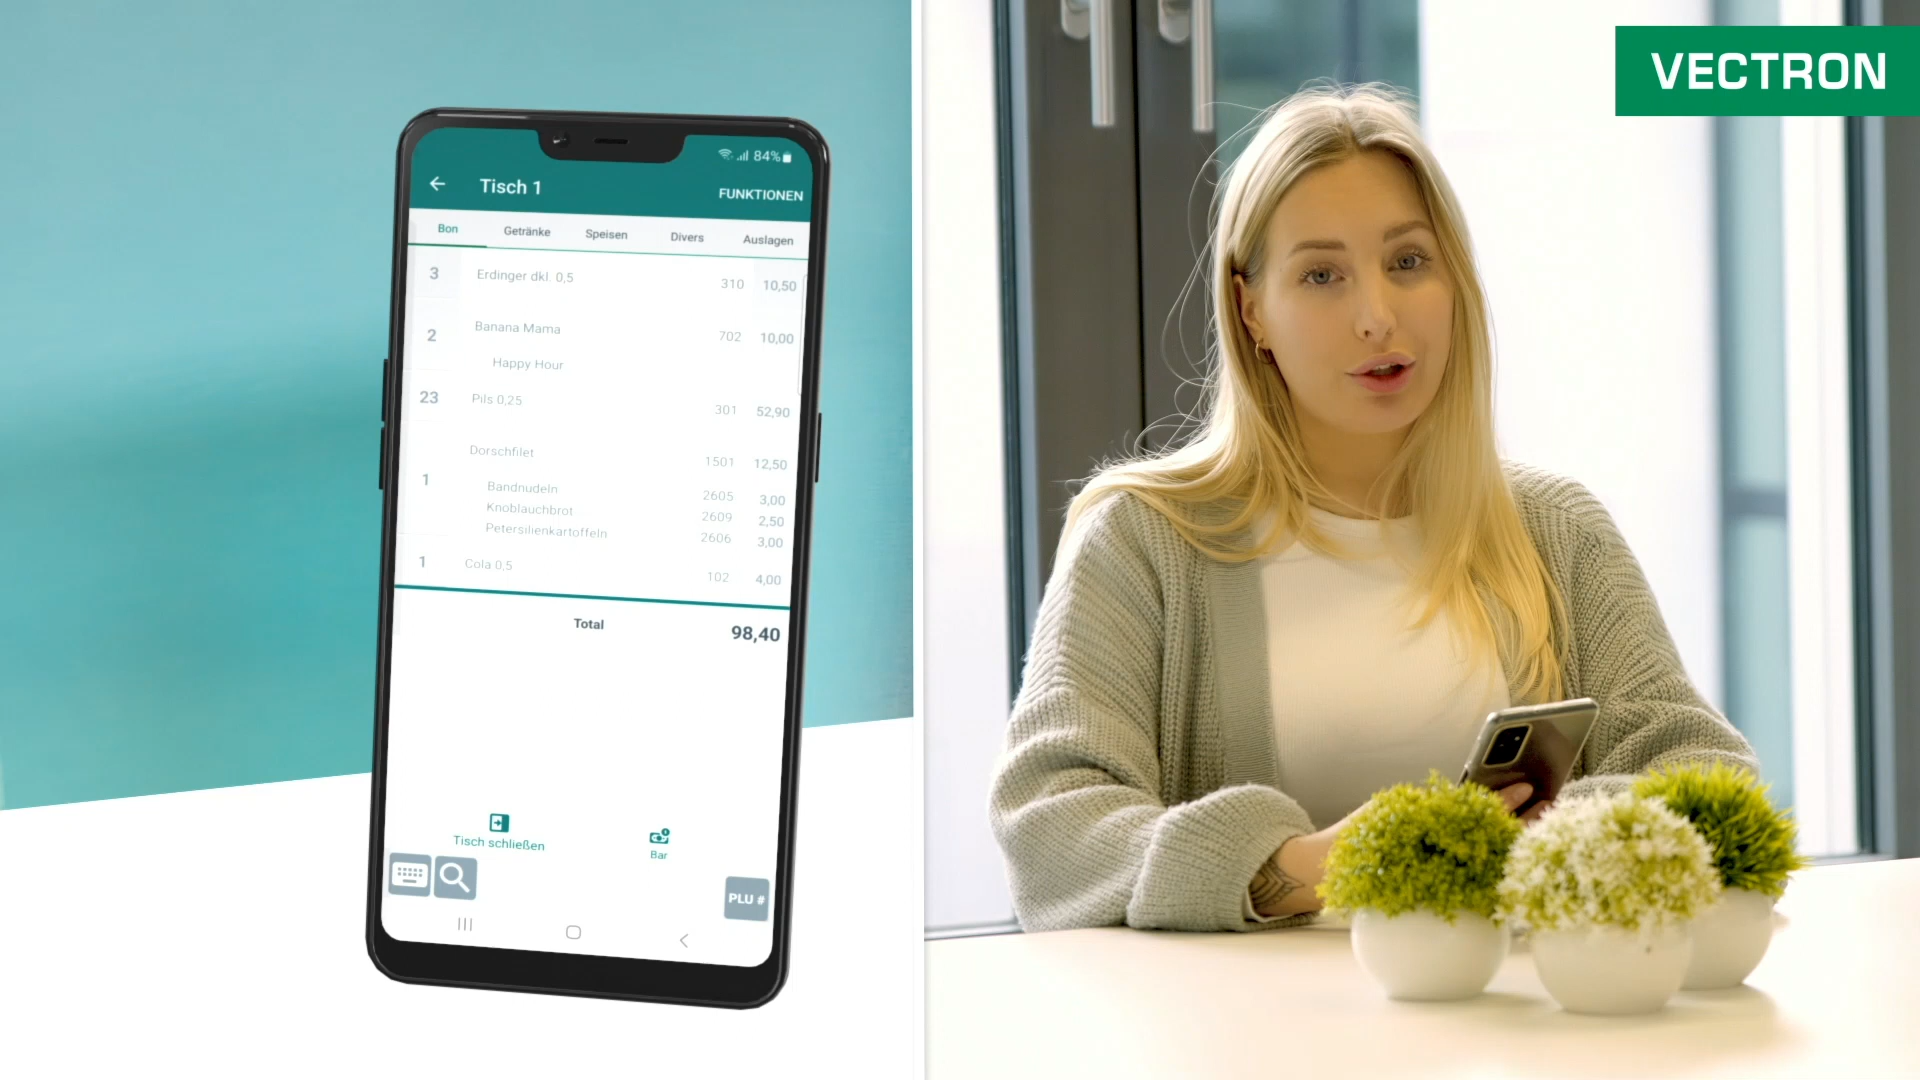 VECTRON
84%
Tisch 1 FUNKTIONEN
Bon Getränke Speisen Divers Auslagen
3 Erdinger dkl. 0,5 310 10,50
2 Banana Mama 702 10,00
Happy Hour
23 Pils 0,25 301 52,90
1 Dorschfilet 1501 12,50
Bandnudeln 2605 3,00
Knoblauchbrot 2609 2,50
Petersilienkartoffeln 2606 3,00
1 Cola 0,5 102 4,00
Total 98,40
Tisch schließen Bar
PLU #